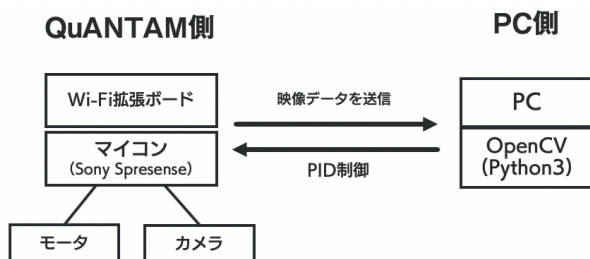 QuANTAM側
PC側
Wi-Fi拡張ボード
マイコン
(Sony Spresense)
モータ
カメラ
映像データを送信
PID制御
PC
OpenCV
(Python3)